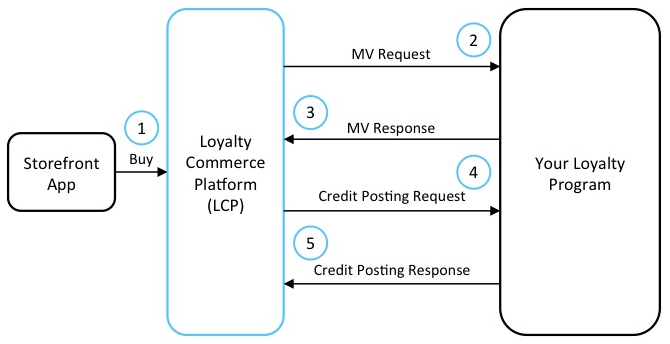 Storefront
App
1
Buy
Loyalty
Commerce
Platform
(LCP)
2
MV Request
3
MV Response
4
Credit Posting Request
5
Credit Posting Response
Your Loyalty
Program